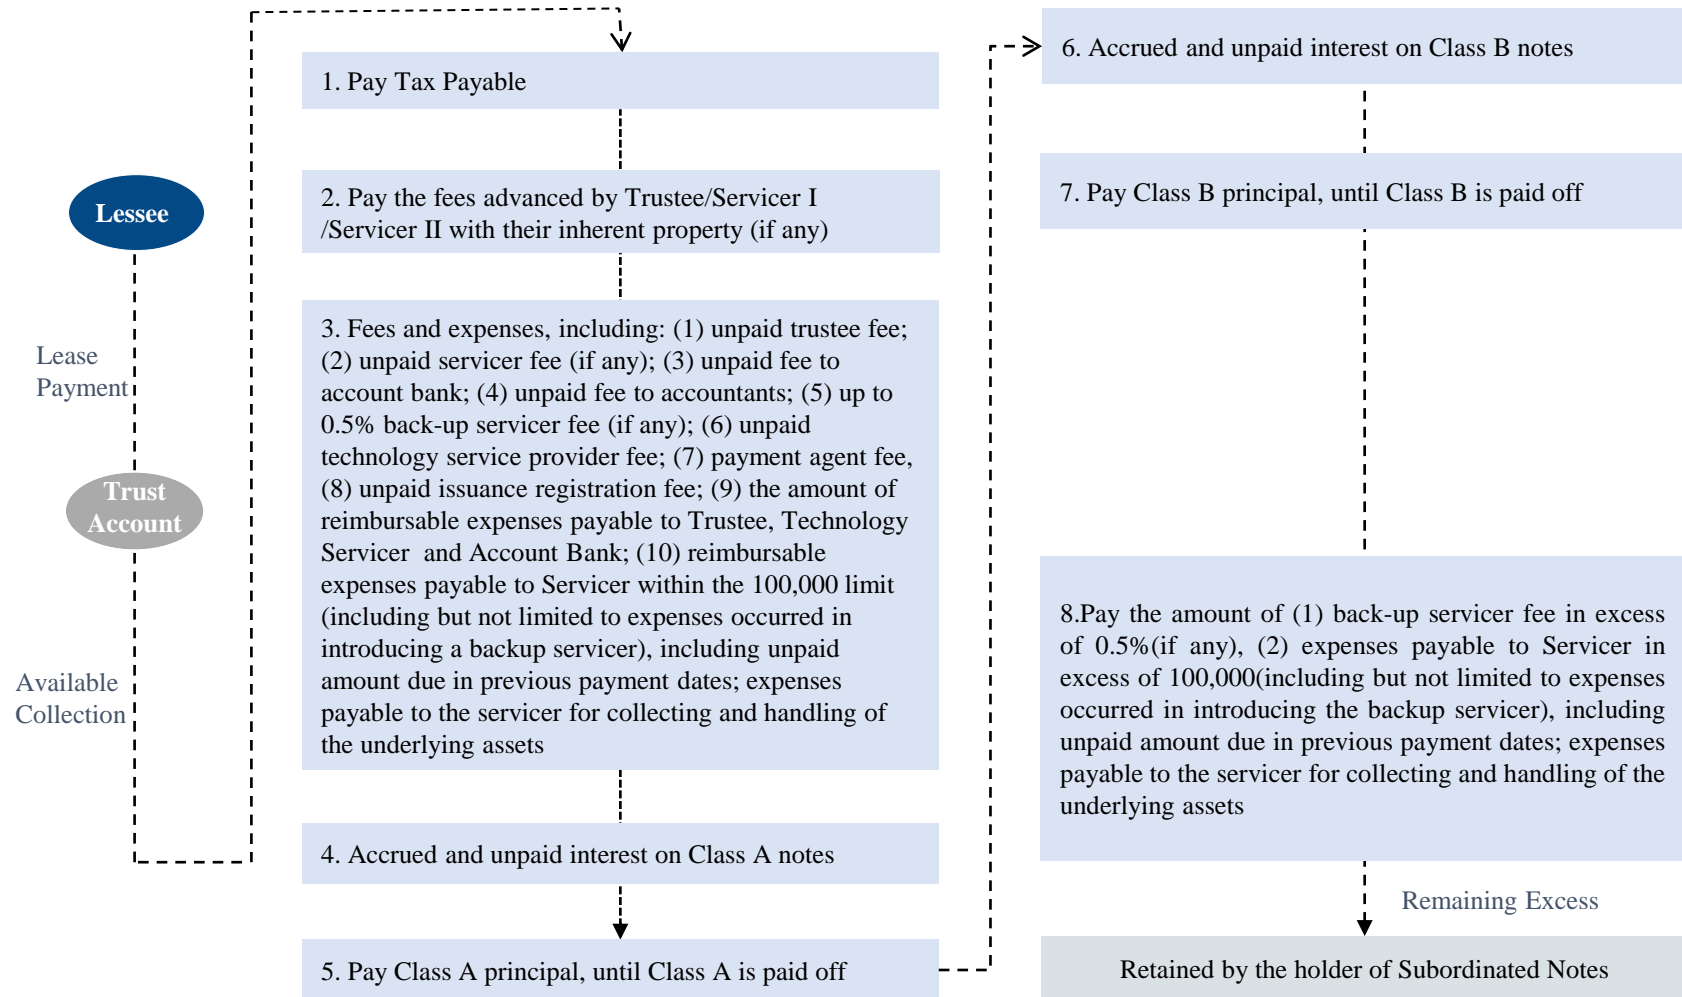 Lessee
Lease
Payment
Trust
Account
Available
Collection
1. Pay Tax Payable
2. Pay the fees advanced by Trustee/Servicer I
/Servicer II with their inherent property (if any)
3. Fees and expenses, including: (1) unpaid trustee fee;
(2) unpaid servicer fee (if any); (3) unpaid fee to
account bank; (4) unpaid fee to accountants; (5) up to
0.5% back-up servicer fee (if any); (6) unpaid
technology service provider fee; (7) payment agent fee,
(8) unpaid issuance registration fee; (9) the amount of
reimbursable expenses payable to Trustee, Technology
Servicer and Account Bank; (10) reimbursable
expenses payable to Servicer within the 100,000 limit
(including but not limited to expenses occurred in
introducing a backup servicer), including unpaid
amount due in previous payment dates; expenses
payable to the servicer for collecting and handling of
the underlying assets
4. Accrued and unpaid interest on Class A notes
5. Pay Class A principal, until Class A is paid off
6. Accrued and unpaid interest on Class B notes
7. Pay Class B principal, until Class B is paid off
8.Pay the amount of (1) back-up servicer fee in excess
of 0.5%(if any), (2) expenses payable to Servicer in
excess of 100,000(including but not limited to expenses
occurred in introducing the backup servicer), including
unpaid amount due in previous payment dates; expenses
payable to the servicer for collecting and handling of the
underlying assets
Remaining Excess
Retained by the holder of Subordinated Notes